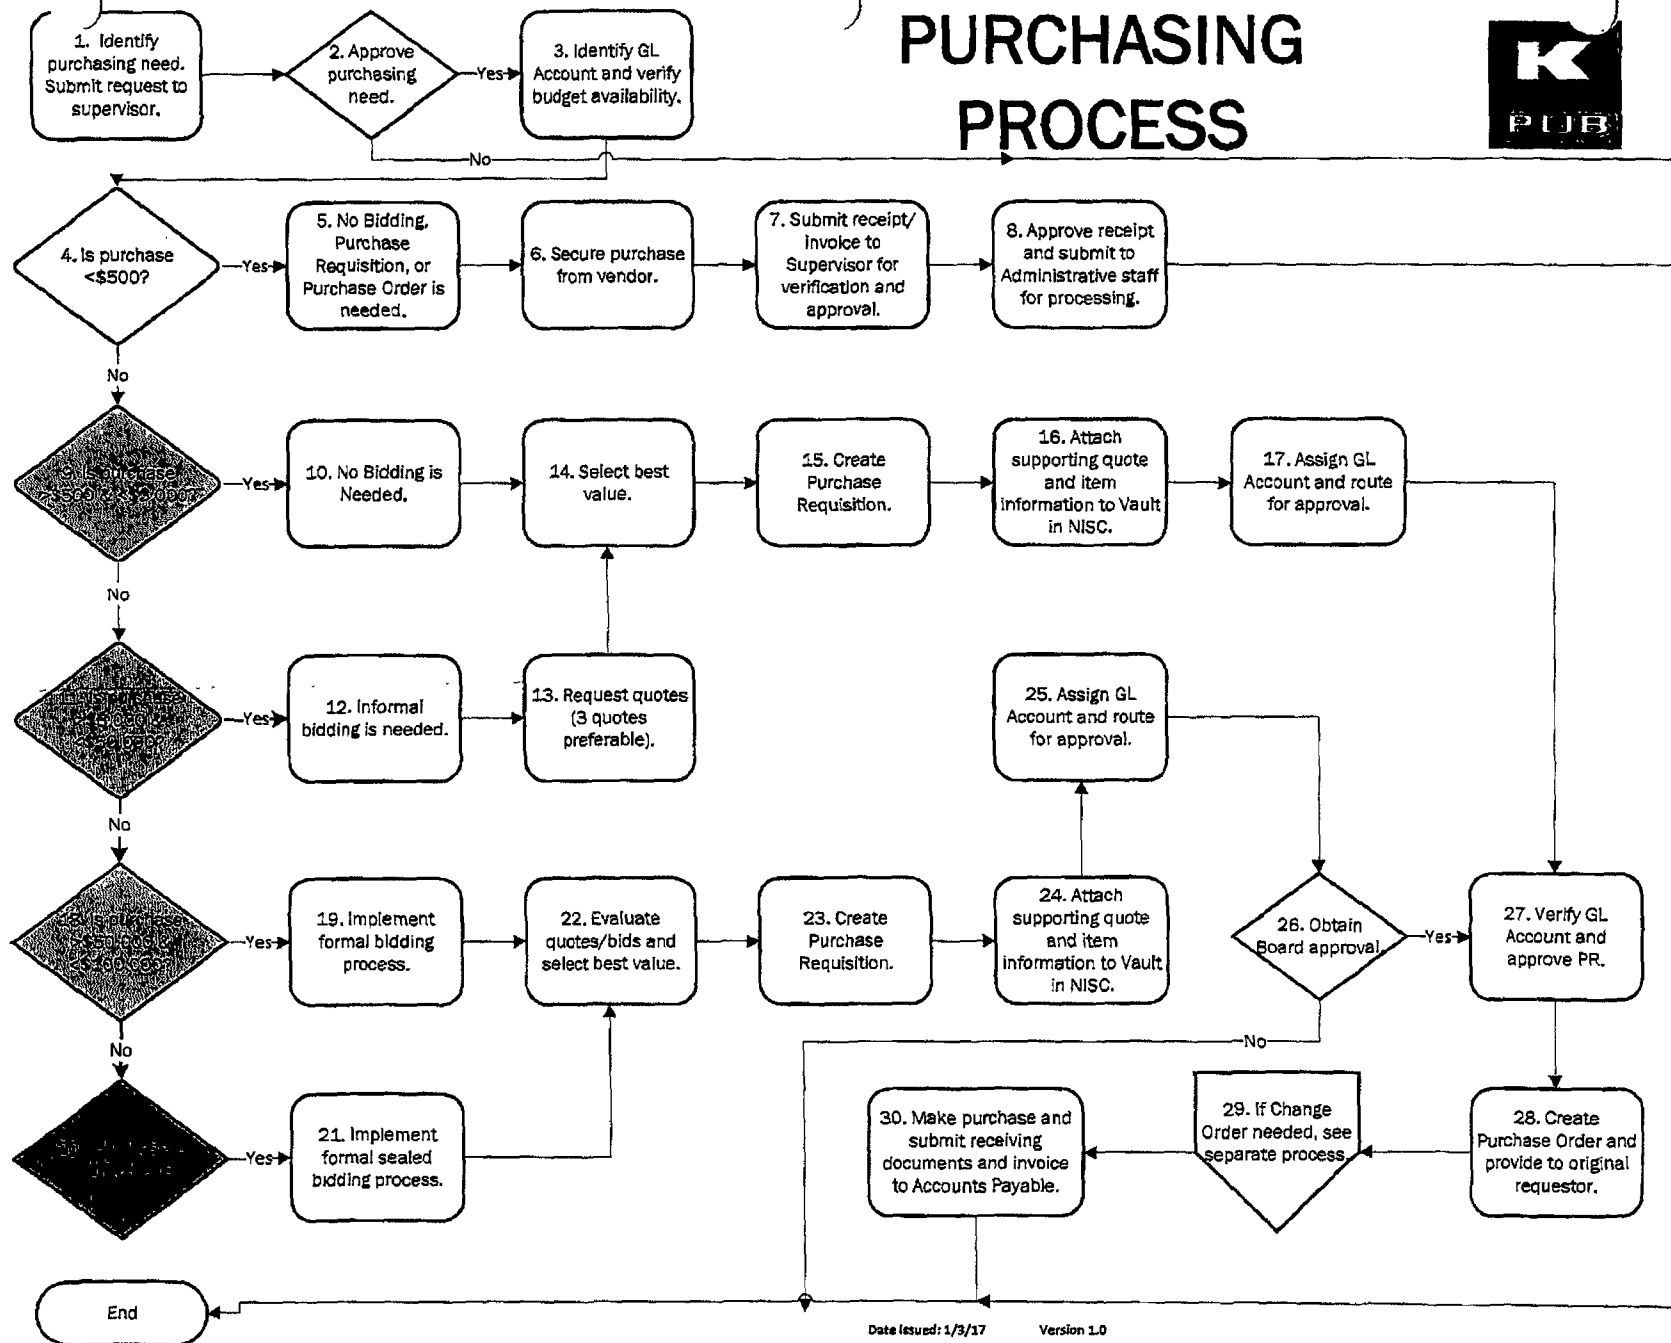 PURCHASING
PROCESS
K
PUB
1. Identify
purchasing need.
Submit request to
supervisor.
2. Approve
purchasing
need.
Yes
3. Identify GL
Account and verify
budget availability.
No
4. Is purchase
<$500?
Yes
5. No Bidding,
Purchase
Requisition, or
Purchase Order is
needed.
6. Secure purchase
from vendor.
7. Submit receipt/
invoice to
Supervisor for
verification and
approval.
8. Approve receipt
and submit to
Administrative staff
for processing.
No
9. Is purchase
Yes
10. No Bidding is
Needed.
14. Select best
value.
15. Create
Purchase
Requisition.
16. Attach
supporting quote
and item
information to Vault
in NISC.
17. Assign GL
Account and route
for approval.
No
Is purchase
Yes
12. Informal
bidding is needed.
13. Request quotes
(3 quotes
preferable).
25. Assign GL
Account and route
for approval.
No
18. Is purchase
Yes
19. Implement
formal bidding
process.
22. Evaluate
quotes/bids and
select best value.
23. Create
Purchase
Requisition.
24. Attach
supporting quote
and item
information to Vault
in NISC.
26. Obtain
Board approval.
Yes
27. Verify GL
Account and
approve PR.
No
No
Yes
21. Implement
formal sealed
bidding process.
30. Make purchase and
submit receiving
documents and invoice
to Accounts Payable.
29. If Change
Order needed, see
separate process.
28. Create
Purchase Order and
provide to original
requestor.
End
Date Issued: 1/3/17 Version 1.0